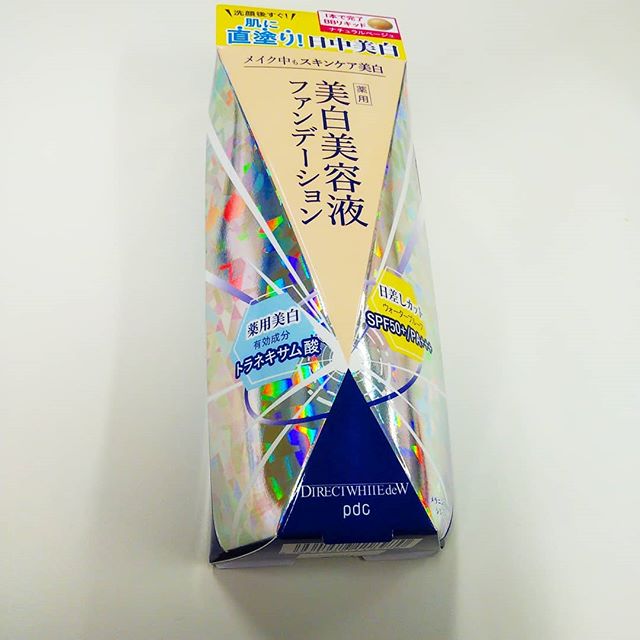 洗顔後すぐ!
肌に
直塗り!日中美白
1本で完了
BBリキッド
ナチュラルベージュ
メイク中もスキンケア美白
薬用
美白美容液
ファンデーション
薬用美白
有効成分
トラネキサム酸
日差しカット
ウォータープルーフ
SPF50+/PA++++
DIRECT WHITE deW
pdc